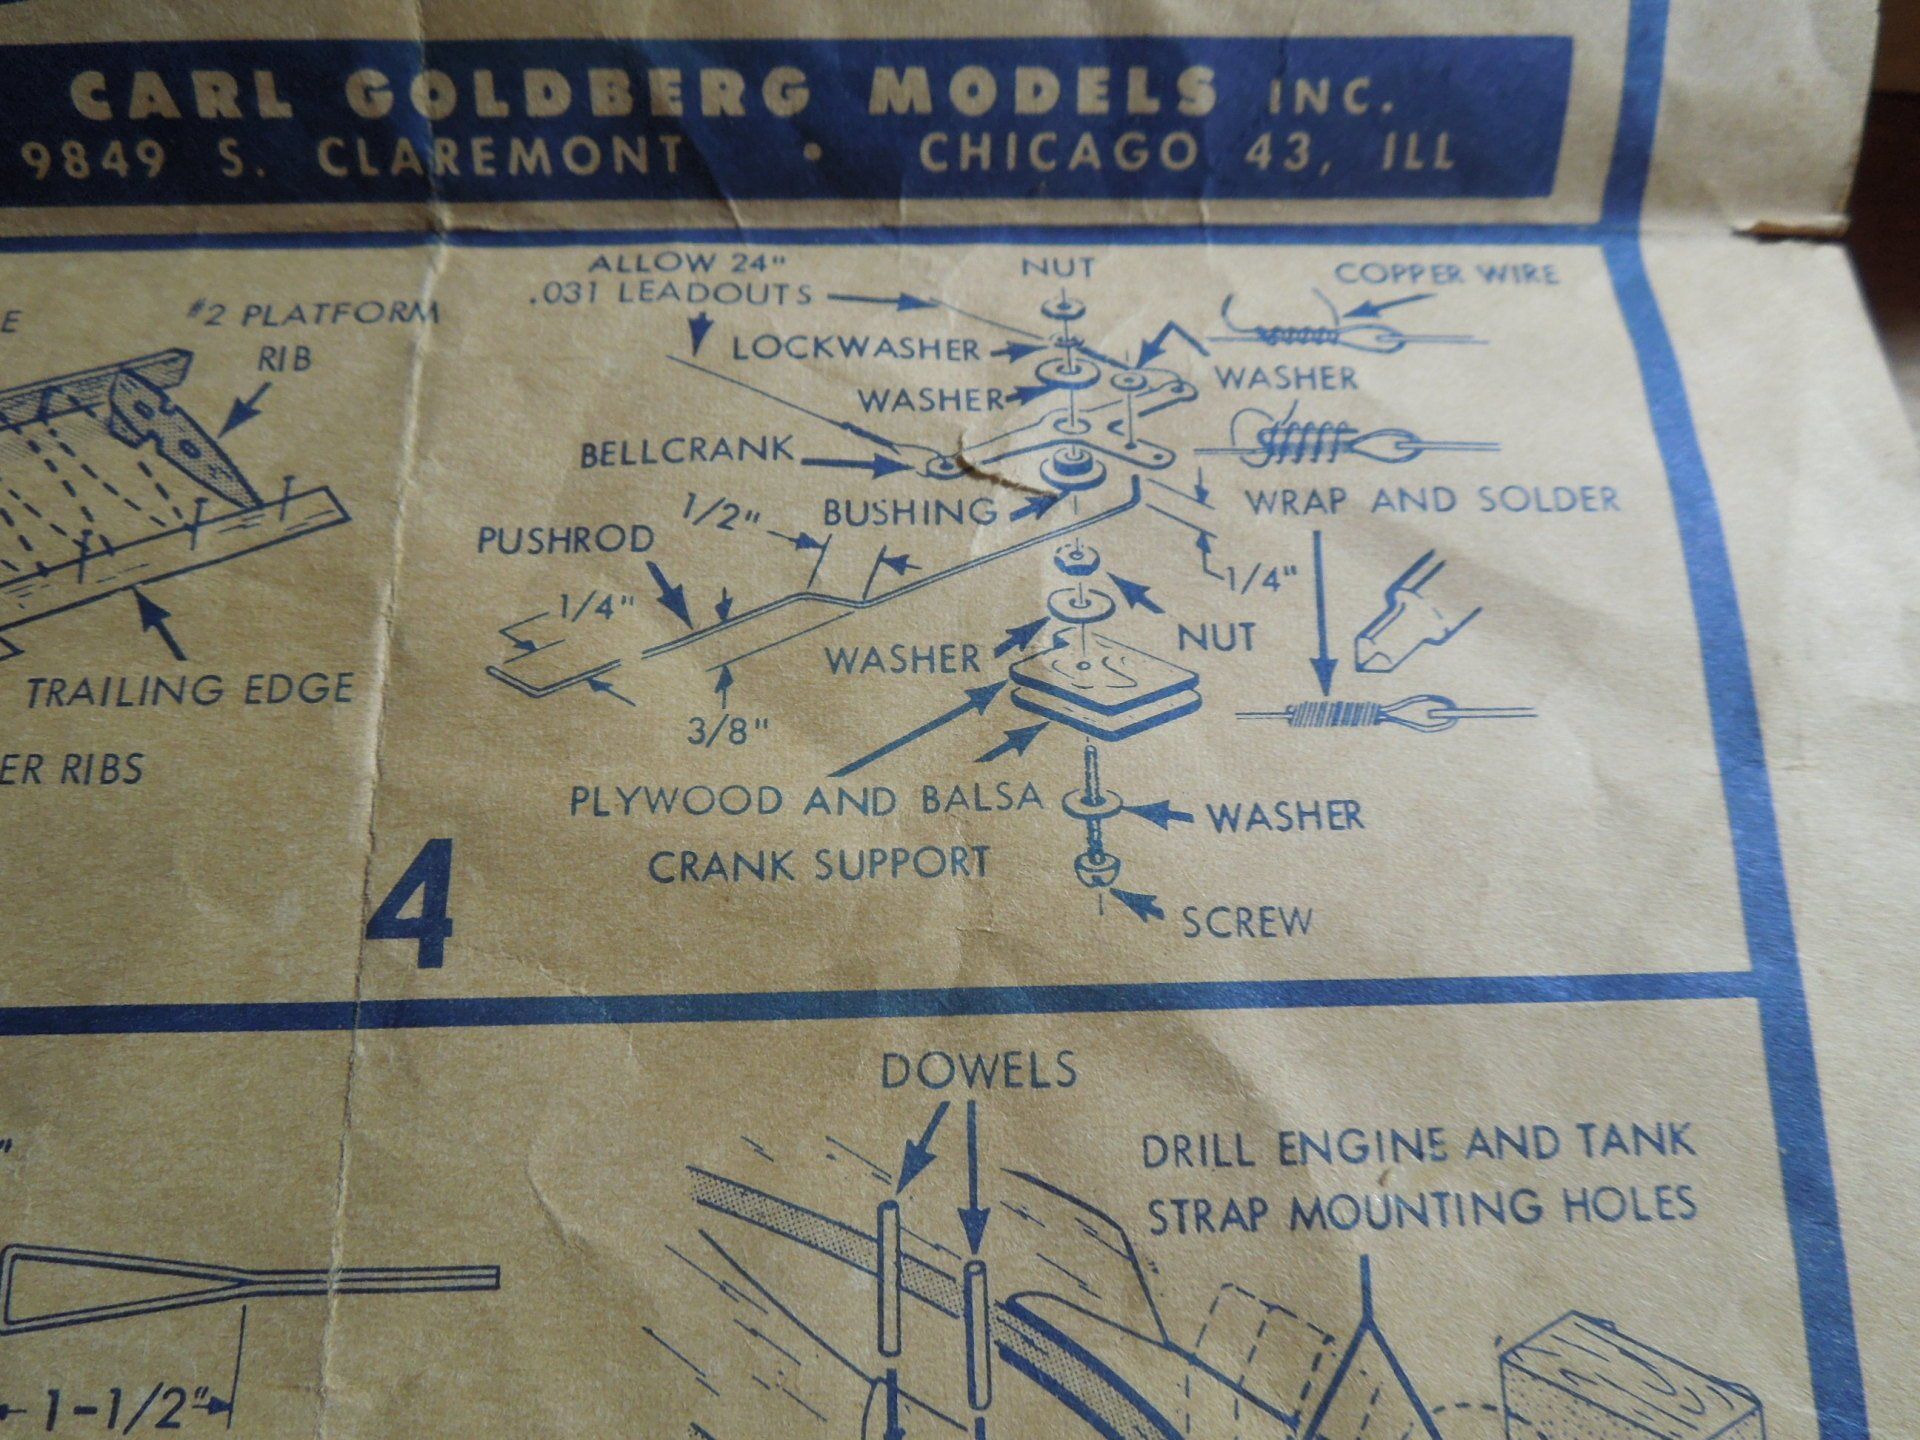 CARL GOLDBERG MODELS INC.
9849 S. CLAREMONT • CHICAGO 43, ILL
E
#2 PLATFORM
RIB
TRAILING EDGE
ER RIBS
4
ALLOW 24"
.031 LEADOUTS
NUT
COPPER WIRE
LOCKWASHER
WASHER
WASHER
BELLCRANK
BUSHING
WRAP AND SOLDER
1/2"
PUSHROD
1/4"
1/4"
NUT
WASHER
3/8"
PLYWOOD AND BALSA
CRANK SUPPORT
WASHER
SCREW
DOWELS
DRILL ENGINE AND TANK
STRAP MOUNTING HOLES
"
1-1/2"